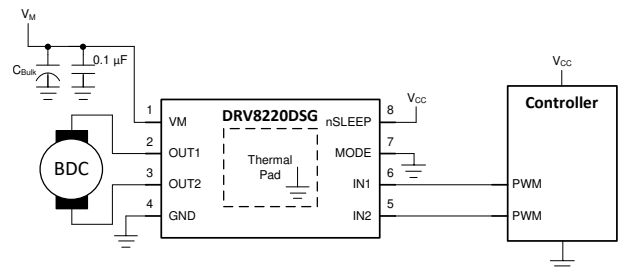 VM
CBulk
0.1 µF
VCC
VCC
DRV8220DSG
Controller
1 VM
nSLEEP 8
2 OUT1
MODE 7
BDC
Thermal
Pad
3 OUT2
IN1 6
PWM
4 GND
IN2 5
PWM